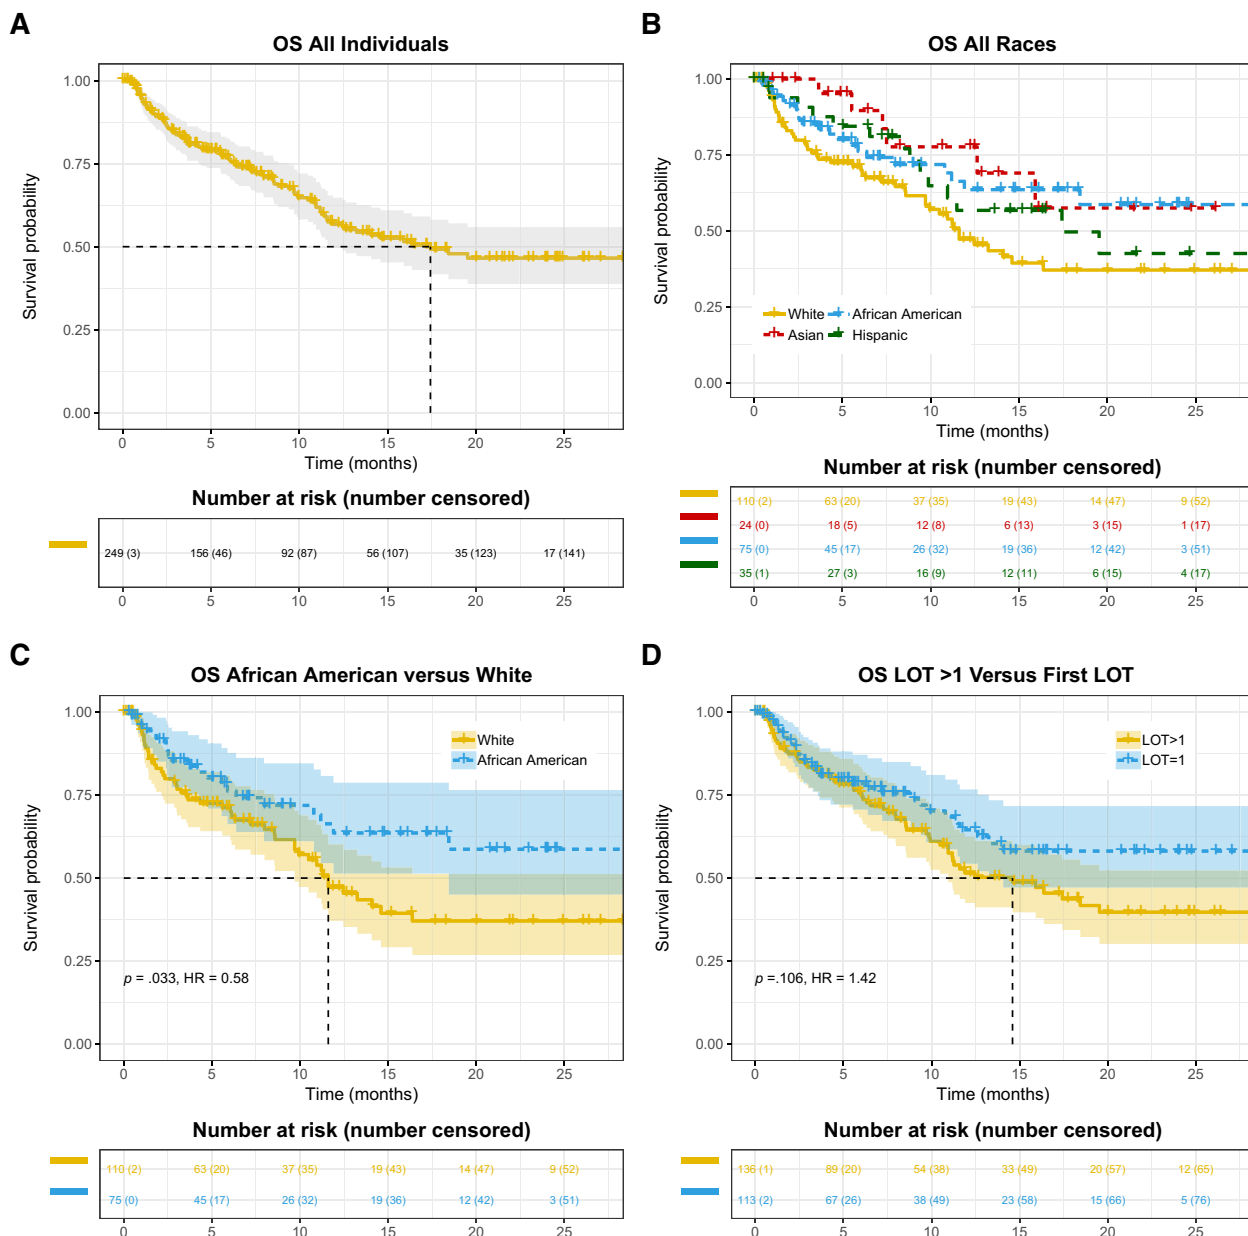 A
OS All Individuals
Survival probability
1.00
0.75
0.50
0.25
0.00
0 5 10 15 20 25
Time (months)
Number at risk (number censored)
249 (3) 156 (46) 92 (87) 56 (107) 35 (123) 17 (141)
0 5 10 15 20 25
B
OS All Races
Survival probability
1.00
0.75
0.50
0.25
0.00
White African American
Asian Hispanic
0 5 10 15 20 25
Time (months)
Number at risk (number censored)
110 (2) 63 (20) 37 (35) 19 (43) 14 (47) 9 (52)
24 (0) 18 (5) 12 (8) 6 (13) 3 (15) 1 (17)
75 (0) 45 (17) 26 (32) 19 (36) 12 (42) 3 (51)
35 (1) 27 (3) 16 (9) 12 (11) 6 (15) 4 (17)
0 5 10 15 20 25
C
OS African American versus White
Survival probability
1.00
0.75
0.50
0.25
0.00
White
African American
p = .033, HR = 0.58
0 5 10 15 20 25
Time (months)
Number at risk (number censored)
110 (2) 63 (20) 37 (35) 19 (43) 14 (47) 9 (52)
75 (0) 45 (17) 26 (32) 19 (36) 12 (42) 3 (51)
0 5 10 15 20 25
D
OS LOT >1 Versus First LOT
Survival probability
1.00
0.75
0.50
0.25
0.00
LOT>1
LOT=1
p =.106, HR = 1.42
0 5 10 15 20 25
Time (months)
Number at risk (number censored)
136 (1) 89 (20) 54 (38) 33 (49) 20 (57) 12 (65)
113 (2) 67 (26) 38 (49) 23 (58) 15 (66) 5 (76)
0 5 10 15 20 25